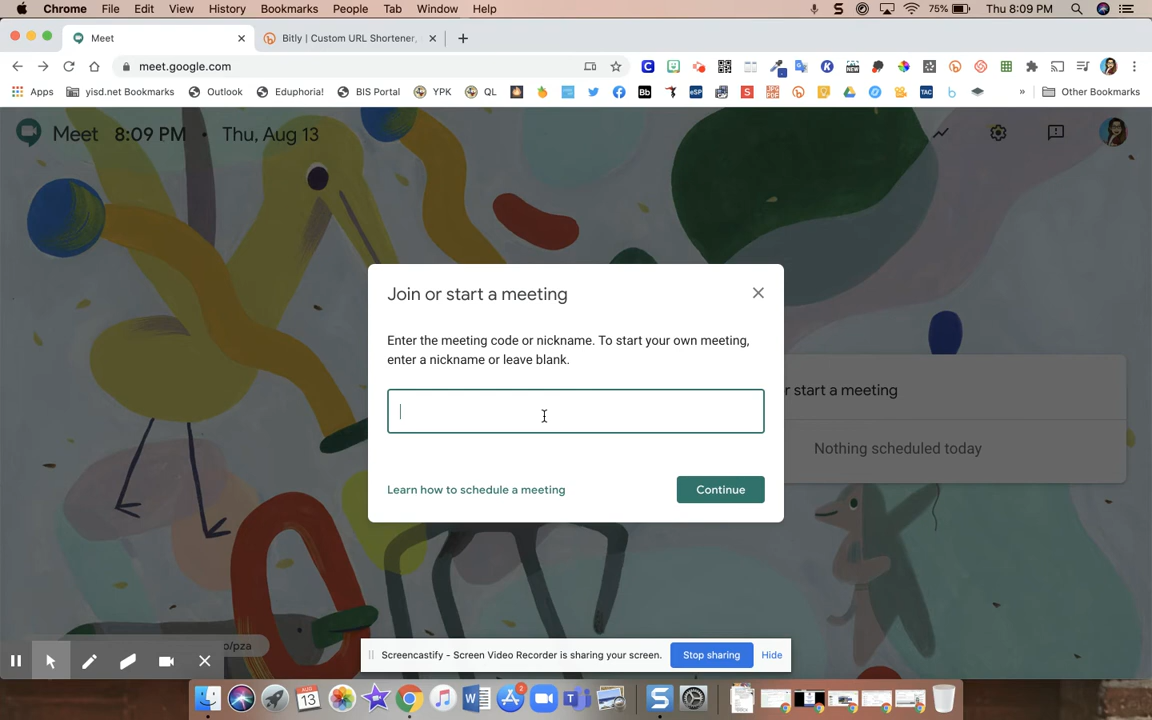 Chrome File Edit View History Bookmarks People Tab Window Help 75% Thu 8:09 PM
Meet Bitly | Custom URL Shortener,
meet.google.com
Apps yisd.net Bookmarks Outlook Eduphoria! BIS Portal YPK QL Other Bookmarks
Meet 8:09 PM • Thu, Aug 13
Join or start a meeting
Enter the meeting code or nickname. To start your own meeting,
enter a nickname or leave blank.
r start a meeting
Nothing scheduled today
Learn how to schedule a meeting Continue
o/pza
Screencastify - Screen Video Recorder is sharing your screen. Stop sharing Hide